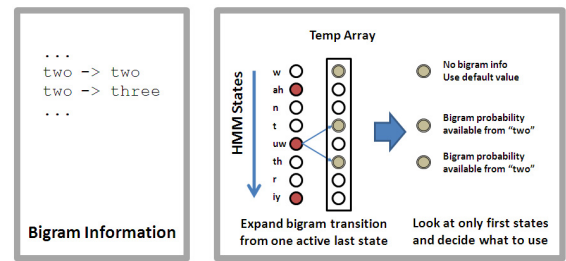 ...
two -> two
two -> three
...
Bigram Information
Temp Array
HMM States
w
ah
n
t
uw
th
r
iy
No bigram info
Use default value
Bigram probability
available from “two”
Bigram probability
available from “two”
Expand bigram transition
from one active last state
Look at only first states
and decide what to use